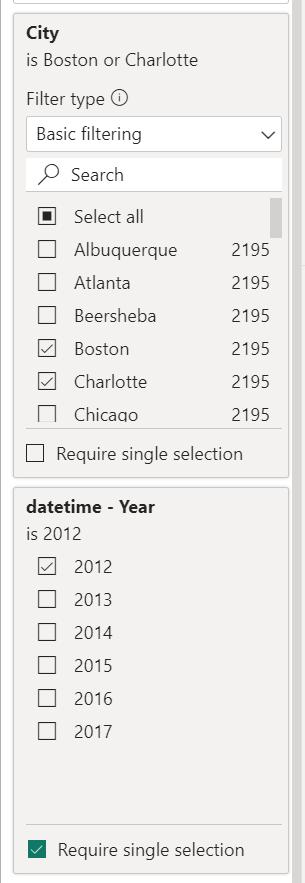 City
is Boston or Charlotte
Filter type
Basic filtering
Search
Select all
Albuquerque 2195
Atlanta 2195
Beersheba 2195
Boston 2195
Charlotte 2195
Chicago 2195
Require single selection
datetime - Year
is 2012
2012
2013
2014
2015
2016
2017
Require single selection